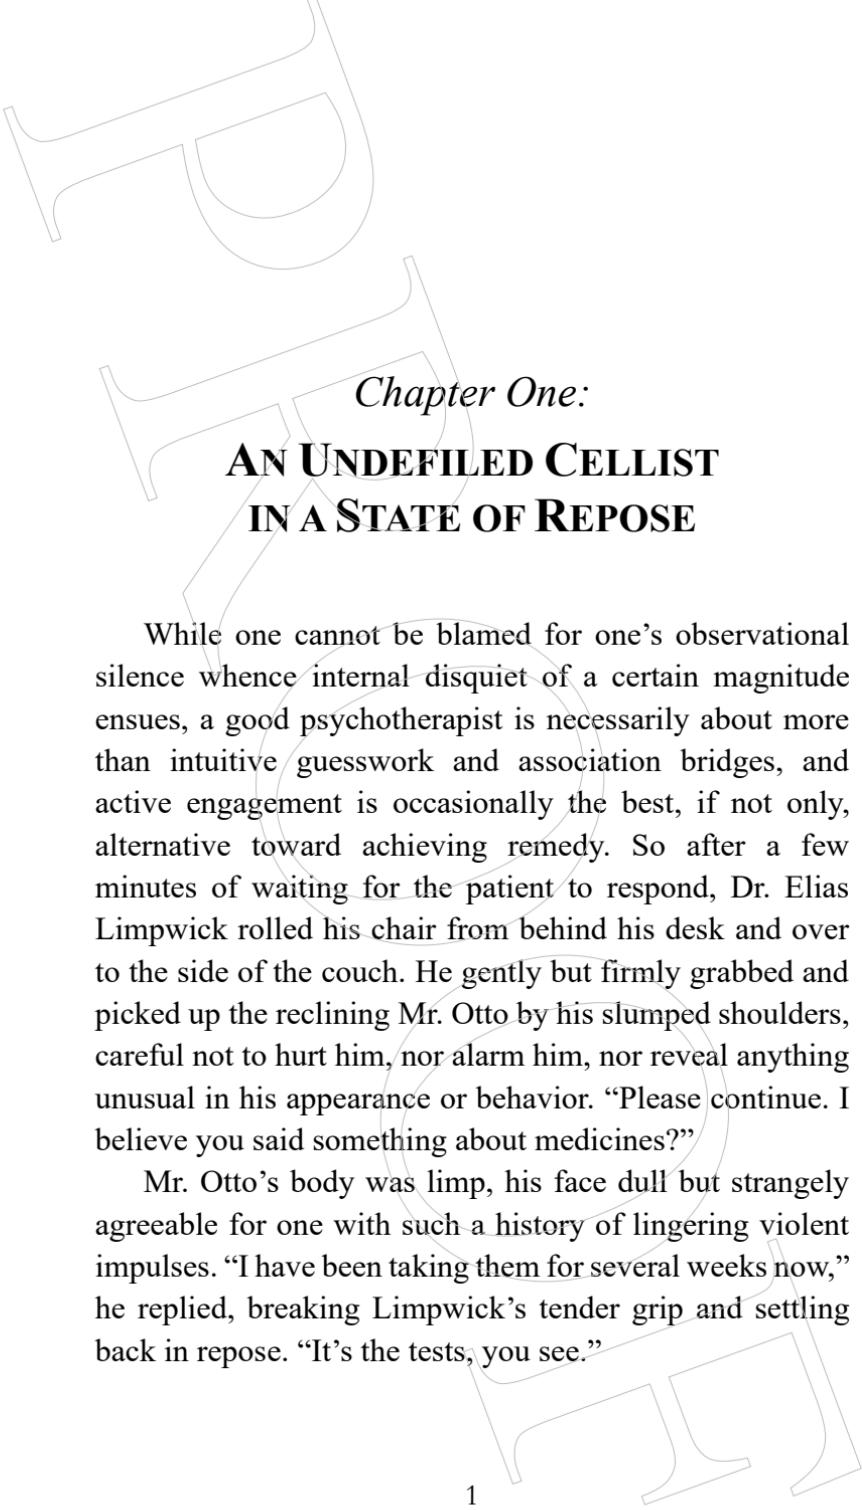 Chapter One:
AN UNDEFILED CELLIST
IN A STATE OF REPOSE
While one cannot be blamed for one’s observational
silence whence internal disquiet of a certain magnitude
ensues, a good psychotherapist is necessarily about more
than intuitive guesswork and association bridges, and
active engagement is occasionally the best, if not only,
alternative toward achieving remedy. So after a few
minutes of waiting for the patient to respond, Dr. Elias
Limpwick rolled his chair from behind his desk and over
to the side of the couch. He gently but firmly grabbed and
picked up the reclining Mr. Otto by his slumped shoulders,
careful not to hurt him, nor alarm him, nor reveal anything
unusual in his appearance or behavior. “Please continue. I
believe you said something about medicines?”
Mr. Otto’s body was limp, his face dull but strangely
agreeable for one with such a history of lingering violent
impulses. “I have been taking them for several weeks now,”
he replied, breaking Limpwick’s tender grip and settling
back in repose. “It’s the tests, you see.”
1
PROOF